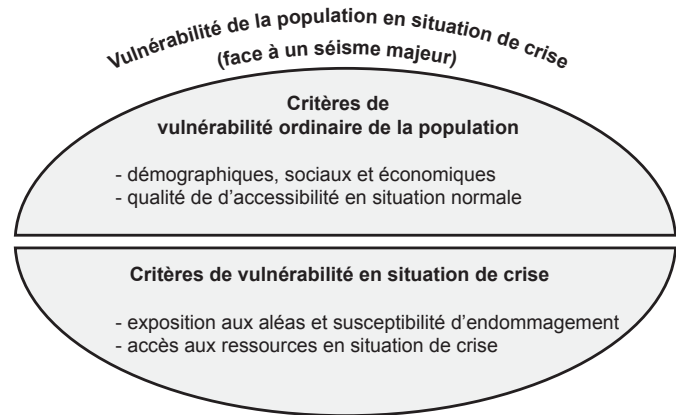 Vulnérabilité de la population en situation de crise
(face à un séisme majeur)
Critères de
vulnérabilité ordinaire de la population
- démographiques, sociaux et économiques
- qualité de d'accessibilité en situation normale
Critères de vulnérabilité en situation de crise
- exposition aux aléas et susceptibilité d'endommagement
- accès aux ressources en situation de crise